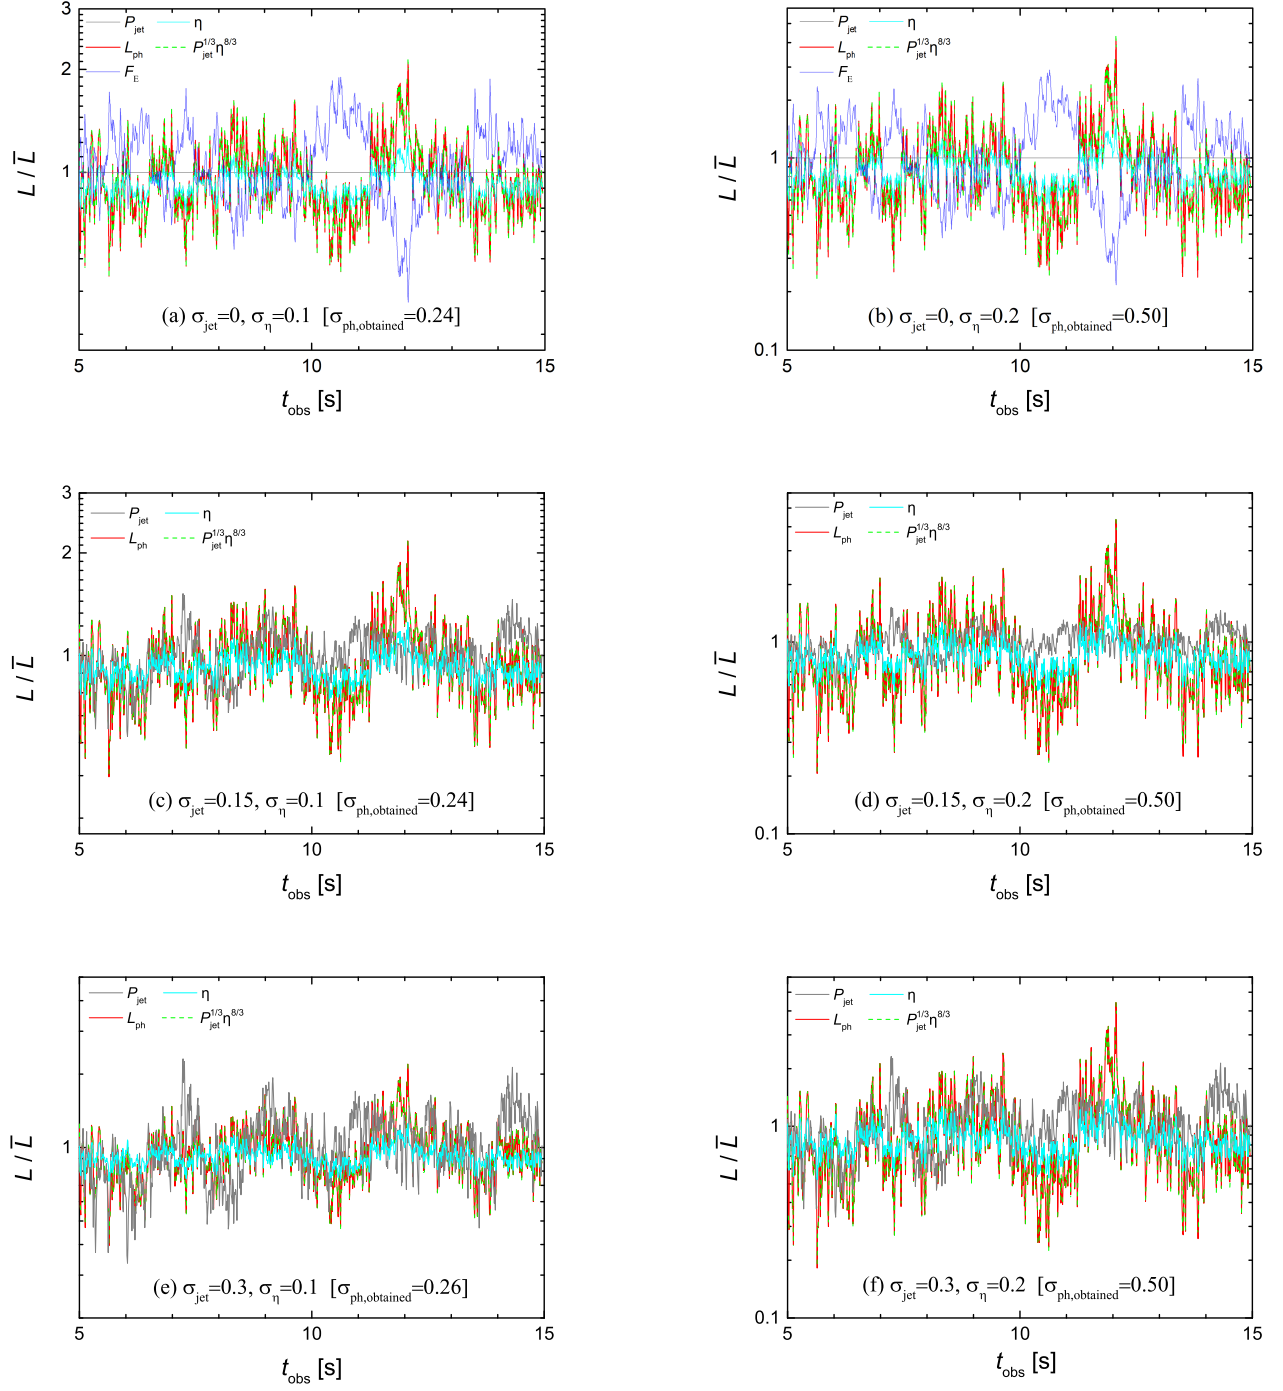 3
P_jet η
L_ph P_jet^1/3 η^8/3
F_E
2
1
L / L̅
(a) σ_jet=0, σ_η=0.1 [σ_ph,obtained=0.24]
5 10 15
t_obs [s]
P_jet η
L_ph P_jet^1/3 η^8/3
F_E
1
L / L̅
(b) σ_jet=0, σ_η=0.2 [σ_ph,obtained=0.50]
0.1
5 10 15
t_obs [s]
3
P_jet η
L_ph P_jet^1/3 η^8/3
2
1
L / L̅
(c) σ_jet=0.15, σ_η=0.1 [σ_ph,obtained=0.24]
5 10 15
t_obs [s]
P_jet η
L_ph P_jet^1/3 η^8/3
1
L / L̅
(d) σ_jet=0.15, σ_η=0.2 [σ_ph,obtained=0.50]
0.1
5 10 15
t_obs [s]
P_jet η
L_ph P_jet^1/3 η^8/3
1
L / L̅
(e) σ_jet=0.3, σ_η=0.1 [σ_ph,obtained=0.26]
5 10 15
t_obs [s]
P_jet η
L_ph P_jet^1/3 η^8/3
1
L / L̅
(f) σ_jet=0.3, σ_η=0.2 [σ_ph,obtained=0.50]
0.1
5 10 15
t_obs [s]